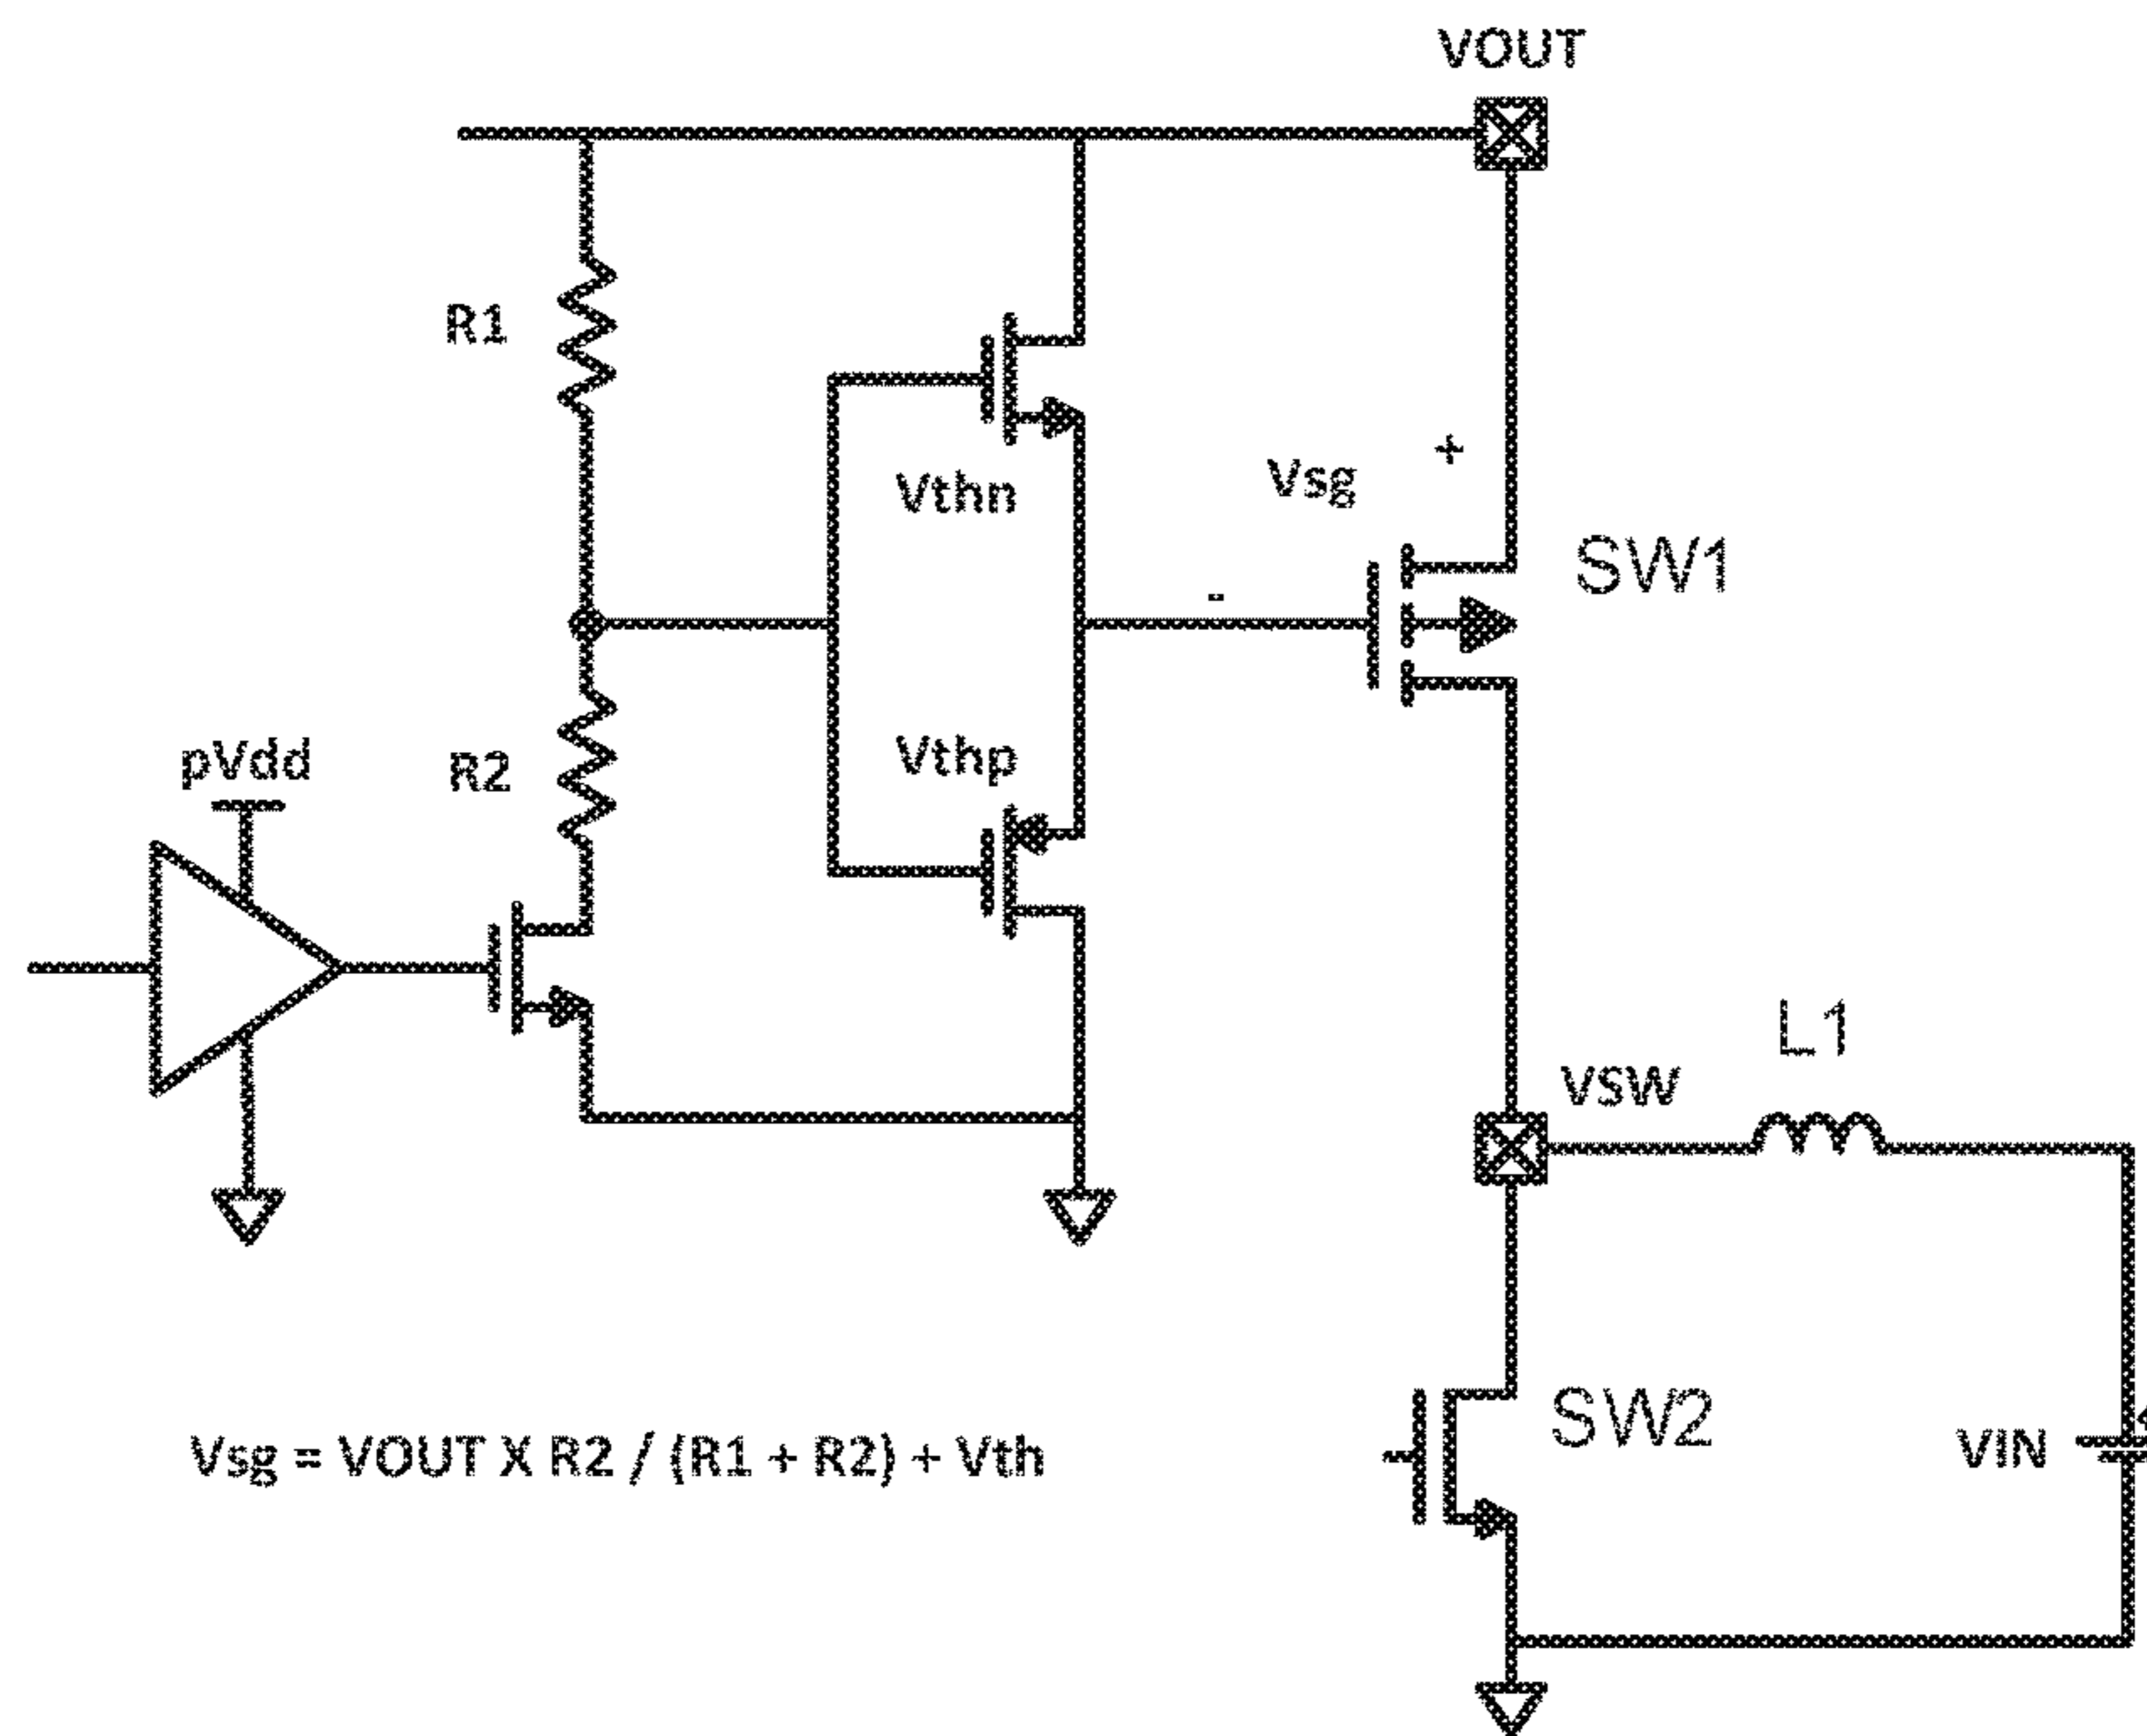 VOUT
R1
Vthn
Vsg
+
SW1
-
pVdd
R2
Vthp
L1
VSW
SW2
Vsg = VOUT X R2 / (R1 + R2) + Vth
VIN